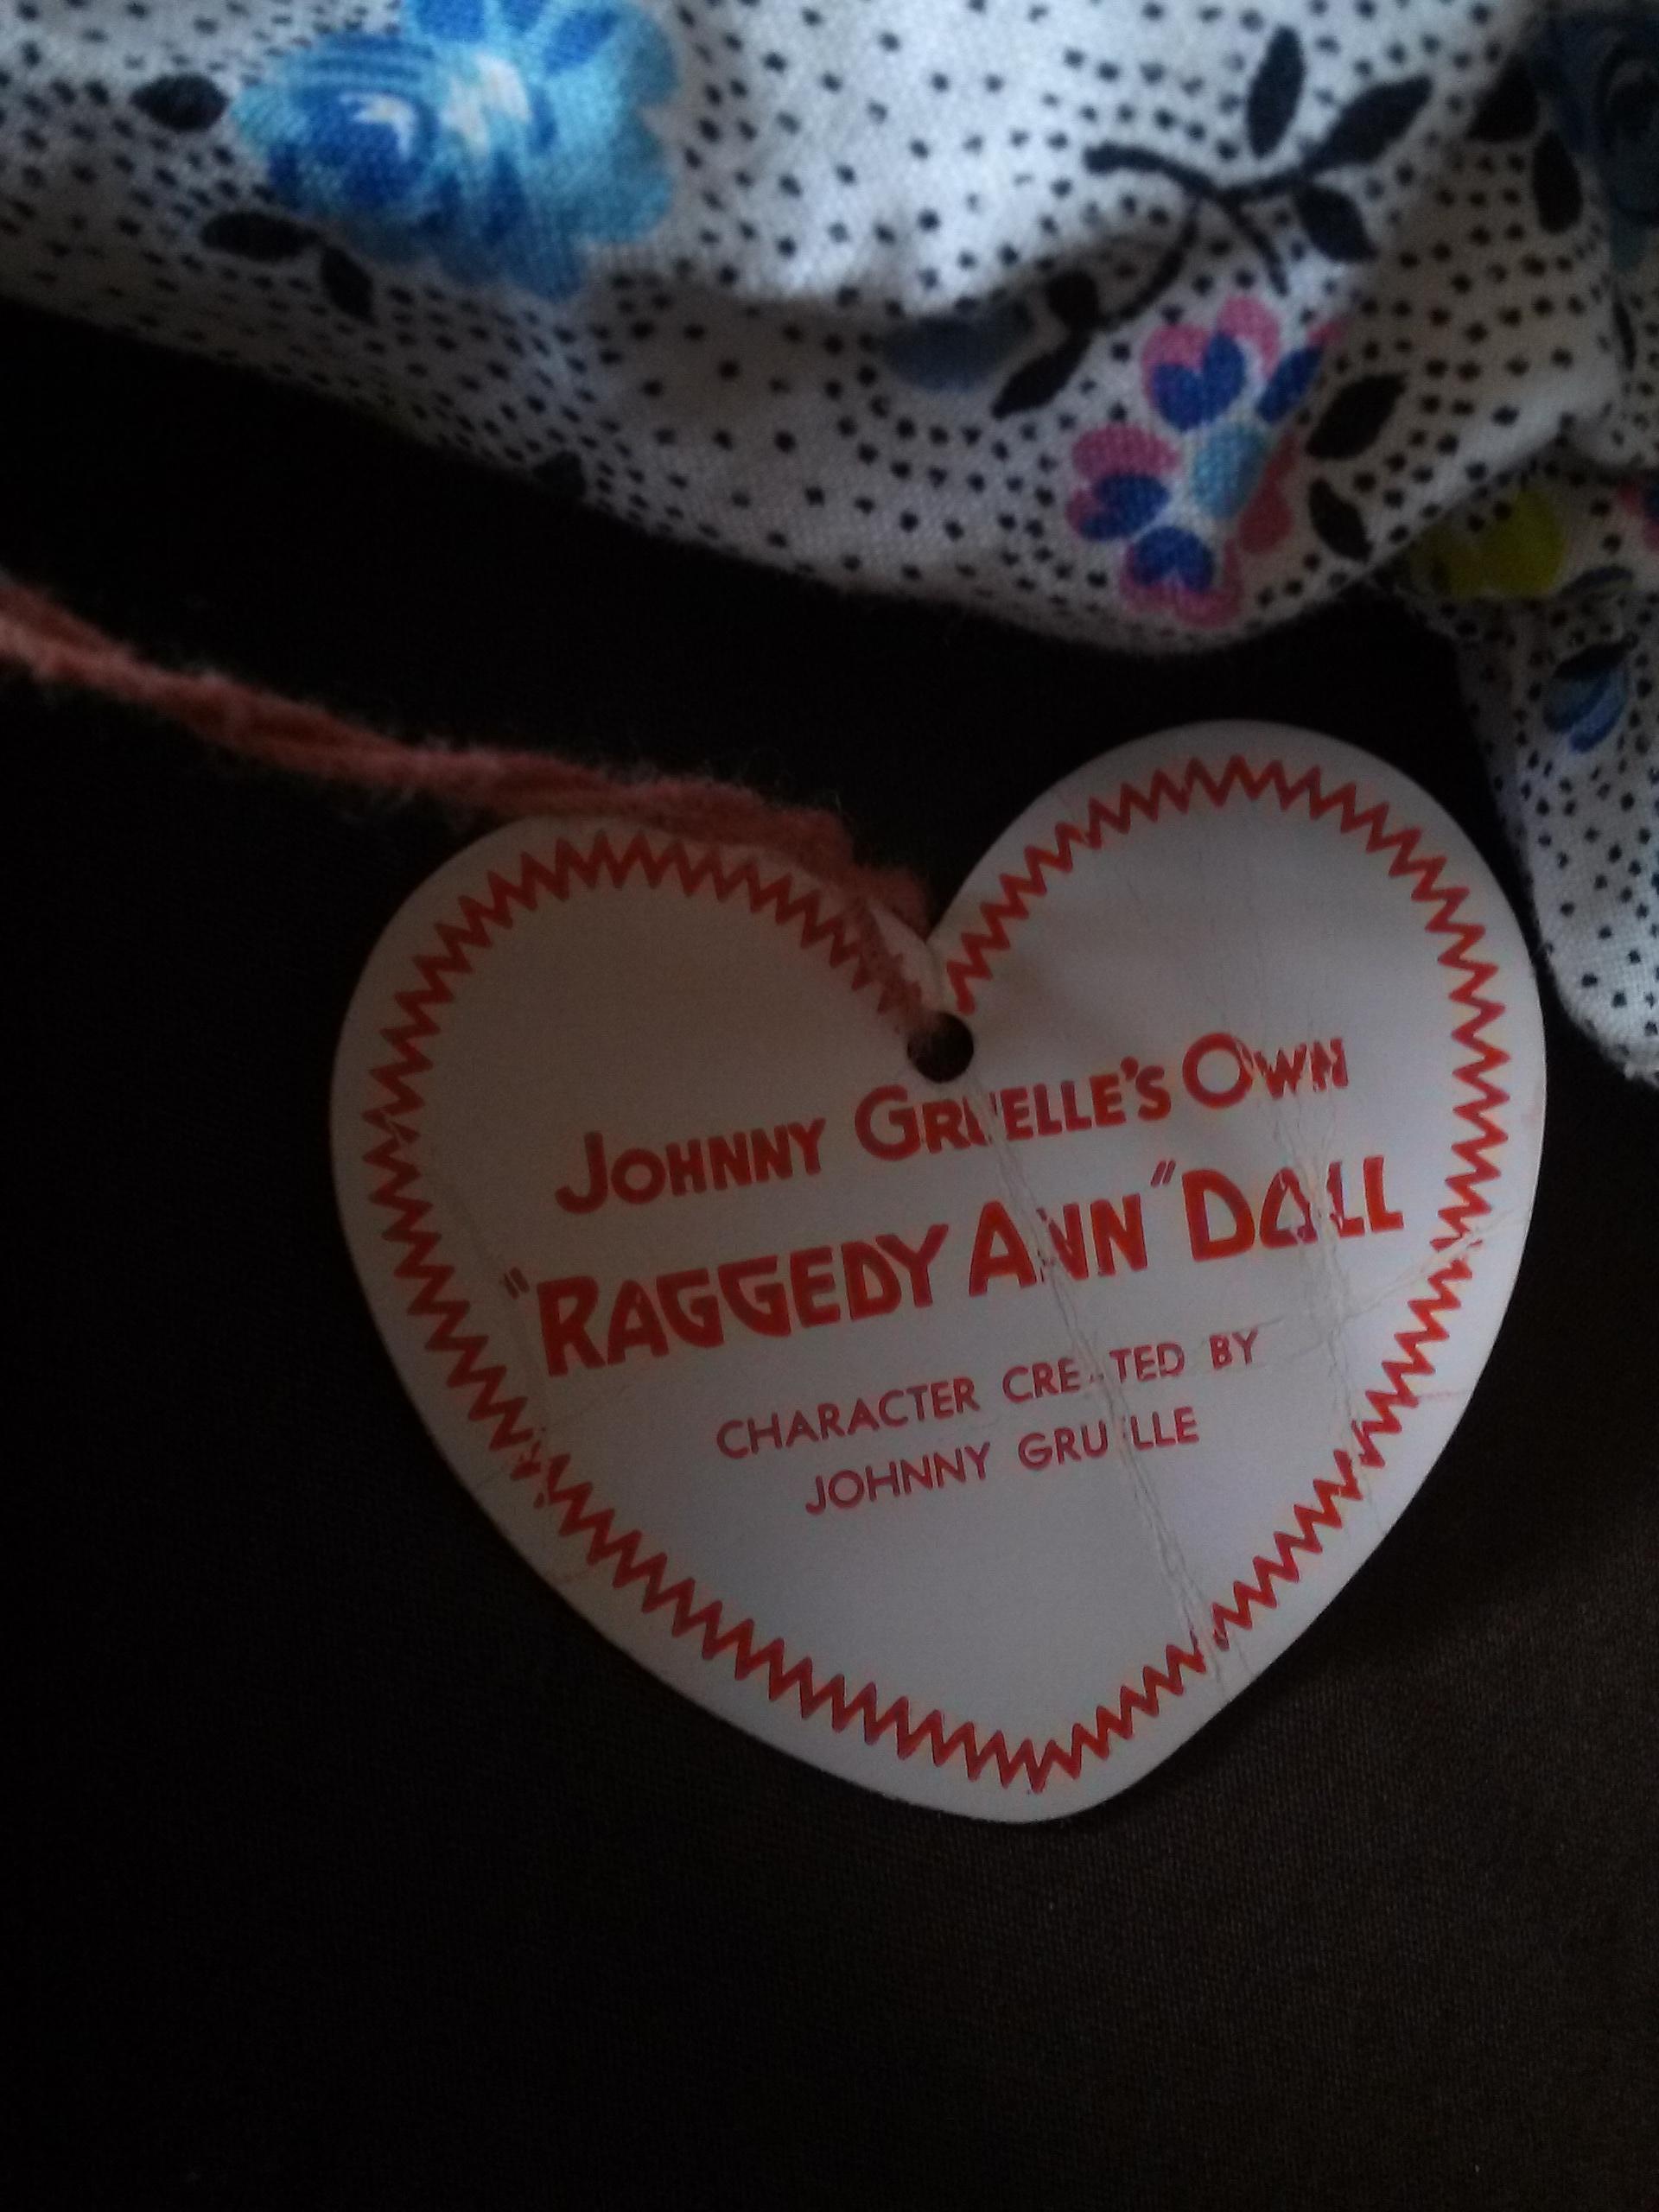 JOHNNY GRUELLE'S OWN
"RAGGEDY ANN" DOLL
CHARACTER CREATED BY
JOHNNY GRUELLE